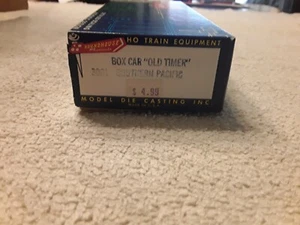 HO TRAIN EQUIPMENT
BOX CAR "OLD TIMER"
SOUTHERN PACIFIC
$ 4.99
MODEL DIE CASTING INC